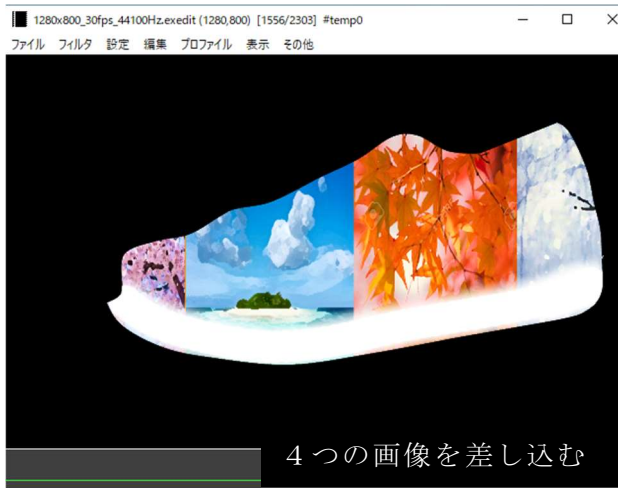 1280x800_30fps_44100Hz.exedit (1280,800) [1556/2303] #temp0
ファイル フィルタ 設定 編集 プロファイル 表示 その他
４つの画像を差し込む